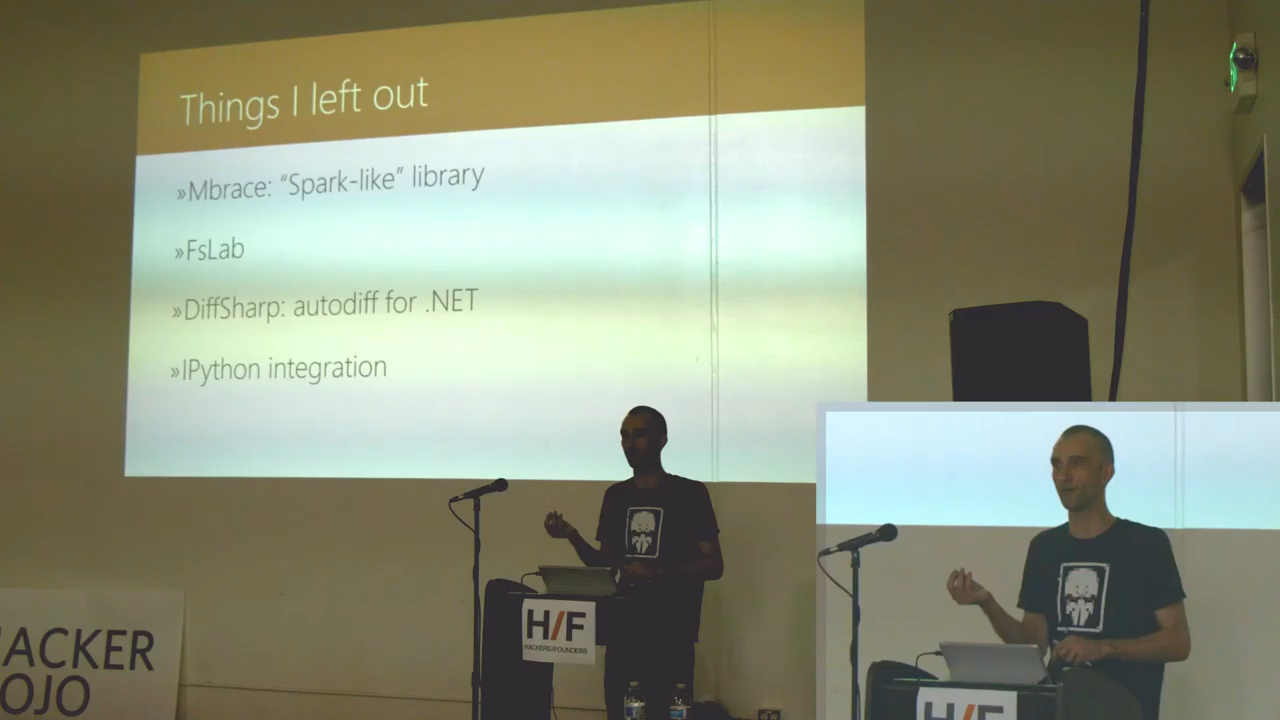 Things I left out
»Mbrace: “Spark-like” library
»FsLab
»DiffSharp: autodiff for .NET
»IPython integration
H/F
HACKERS/FOUNDERS
ACKER
OJO
H/F